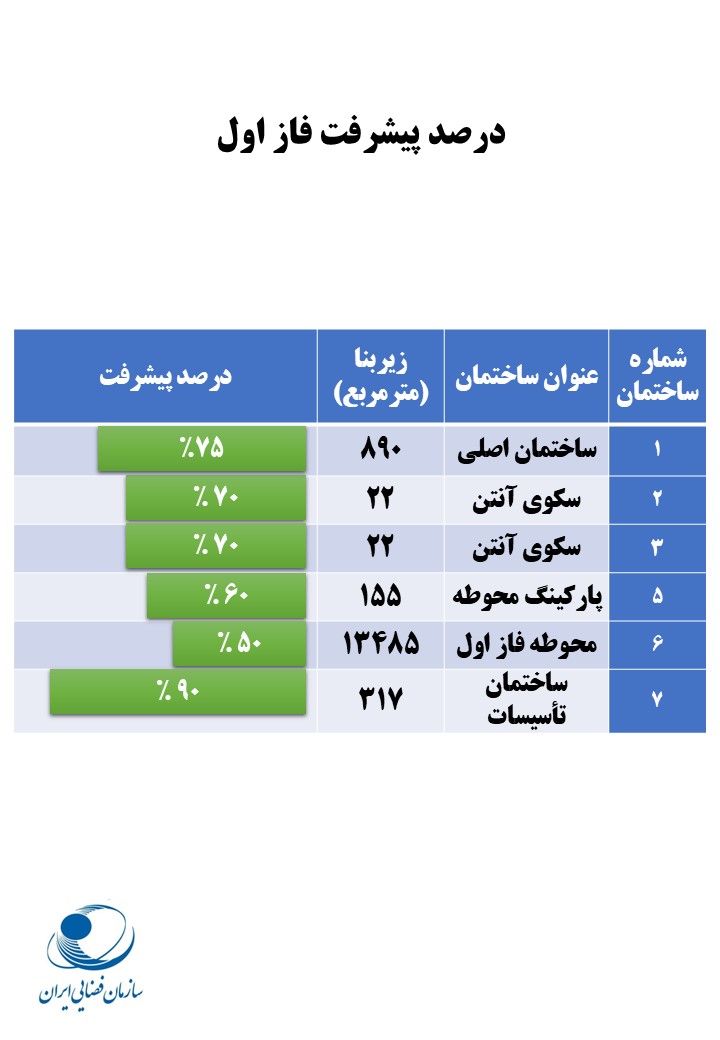 درصد پیشرفت فاز اول
شماره ساختمان عنوان ساختمان زیربنا (مترمربع) درصد پیشرفت
۱ ساختمان اصلی ۸۹۰ ٪۷۵
۲ سکوی آنتن ۲۲ ۷۰ ٪
۳ سکوی آنتن ۲۲ ۷۰ ٪
۵ پارکینگ محوطه ۱۵۵ ۶۰ ٪
۶ محوطه فاز اول ۱۳۴۸۵ ۵۰ ٪
۷ ساختمان تأسیسات ۳۱۷ ۹۰ ٪
سازمان فضایی ایران